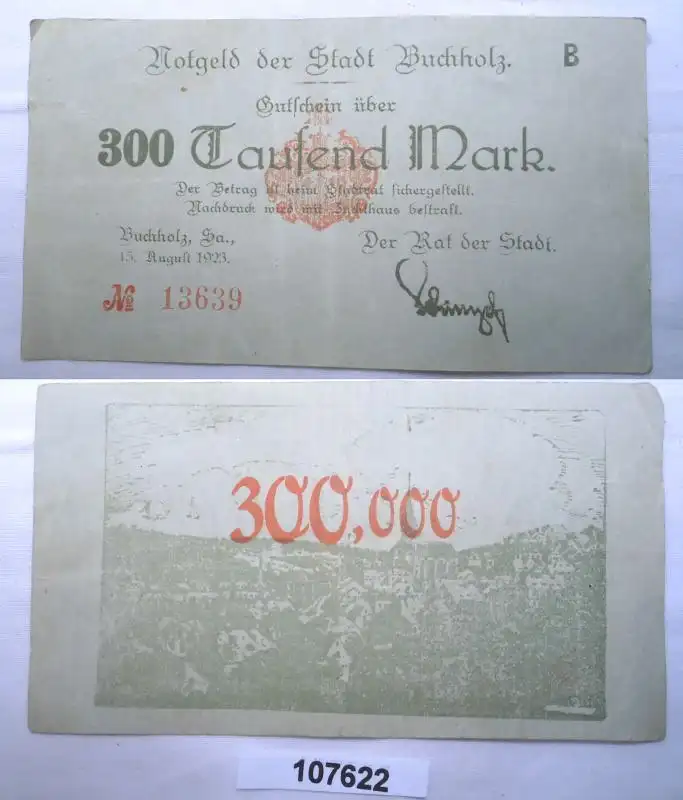 Notgeld der Stadt Buchholz. B
Gutschein über
300 Tausend Mark.
Der Betrag ist beim Stadtrat sichergestellt.
Nachdruck wird mit Zuchthaus bestraft.
Buchholz, Sa.,
15. August 1923.
Der Rat der Stadt.
№ 13639
300,000
107622